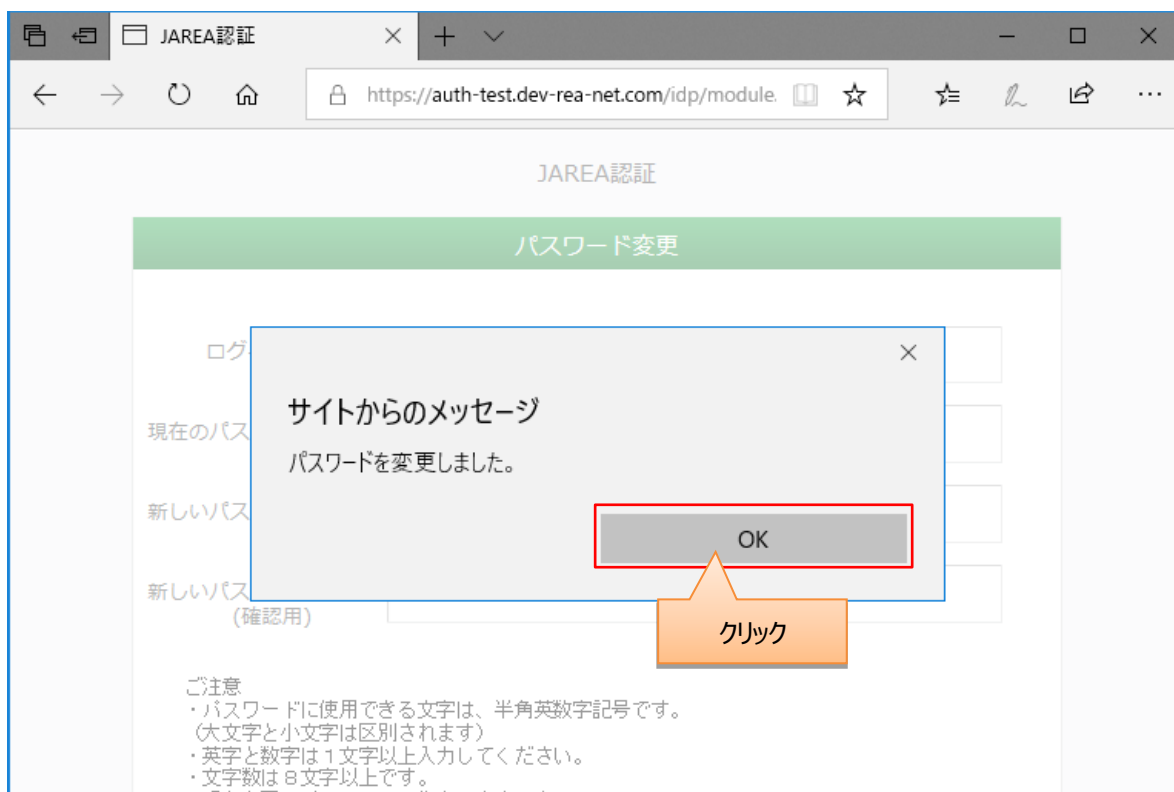 JAREA認証
https://auth-test.dev-rea-net.com/idp/module.
JAREA認証
パスワード変更
ログ
サイトからのメッセージ
現在のパス
パスワードを変更しました。
新しいパス
OK
新しいパス
(確認用)
クリック
ご注意
・パスワードに使用できる文字は、半角英数字記号です。
(大文字と小文字は区別されます)
・英字と数字は1文字以上入力してください。
・文字数は8文字以上です。